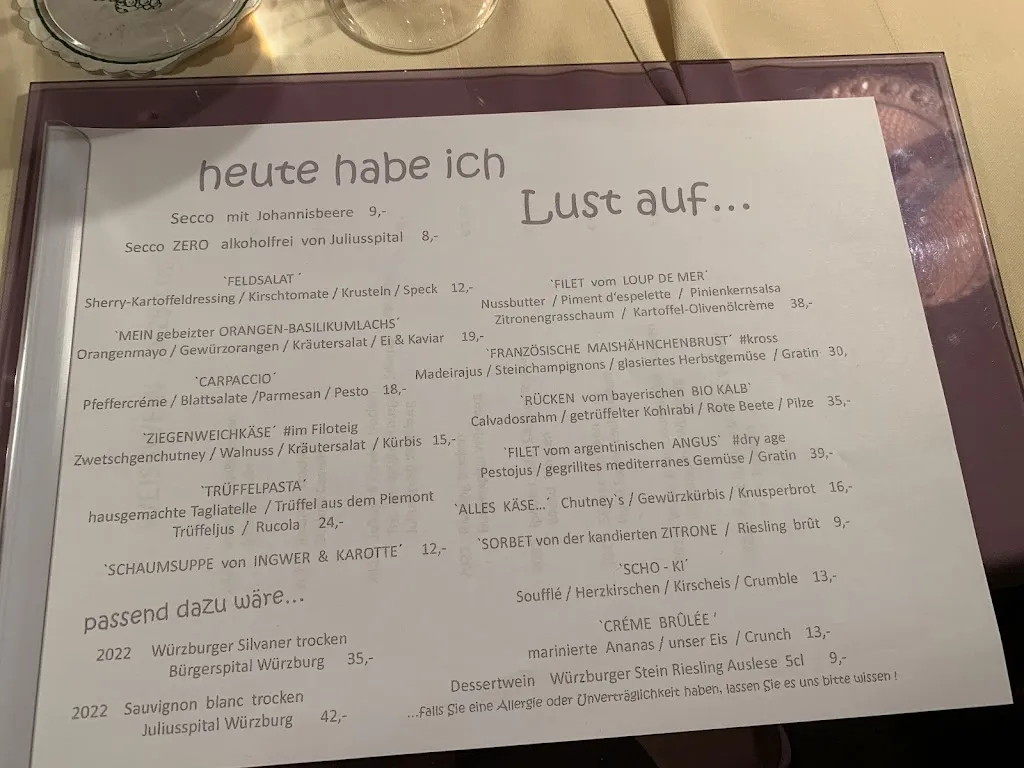 heute habe ich
Lust auf...
Secco mit Johannisbeere 9,-
Secco ZERO alkoholfrei von Juliusspital 8,-
`FELDSALAT´
Sherry-Kartoffeldressing / Kirschtomate / Krusteln / Speck 12,-
`MEIN gebeizter ORANGEN-BASILIKUMLACHS´
Orangenmayo / Gewürzorangen / Kräutersalat / Ei & Kaviar 19,-
`CARPACCIO´
Pfeffercréme / Blattsalate /Parmesan / Pesto 18,-
`ZIEGENWEICHKÄSE´ #im Filoteig
Zwetschgenchutney / Walnuss / Kräutersalat / Kürbis 15,-
`TRÜFFELPASTA´
hausgemachte Tagliatelle / Trüffel aus dem Piemont
Trüffeljus / Rucola 24,-
`SCHAUMSUPPE von INGWER & KAROTTE´ 12,-
passend dazu wäre...
2022 Würzburger Silvaner trocken
Bürgerspital Würzburg 35,-
2022 Sauvignon blanc trocken
Juliusspital Würzburg 42,-
`FILET vom LOUP DE MER´
Nussbutter / Piment d'espelette / Pinienkernsalsa
Zitronengrasschaum / Kartoffel-Olivenölcrème 38,-
`FRANZÖSISCHE MAISHÄHNCHENBRUST´ #kross
Madeirajus / Steinchampignons / glasiertes Herbstgemüse / Gratin 30,
`RÜCKEN vom bayerischen BIO KALB´
Calvadosrahm / getrüffelter Kohlrabi / Rote Beete / Pilze 35,-
`FILET vom argentinischen ANGUS´ #dry age
Pestojus / gegrilltes mediterranes Gemüse / Gratin 39,-
`ALLES KÄSE...´ Chutney`s / Gewürzkürbis / Knusperbrot 16,-
`SORBET von der kandierten ZITRONE / Riesling brût 9,-
`SCHO - KI´
Soufflé / Herzkirschen / Kirscheis / Crumble 13,-
`CRÉME BRÛLÉE ´
marinierte Ananas / unser Eis / Crunch 13,-
Dessertwein Würzburger Stein Riesling Auslese 5cl 9,-
...falls Sie eine Allergie oder Unverträglichkeit haben, lassen Sie es uns bitte wissen !